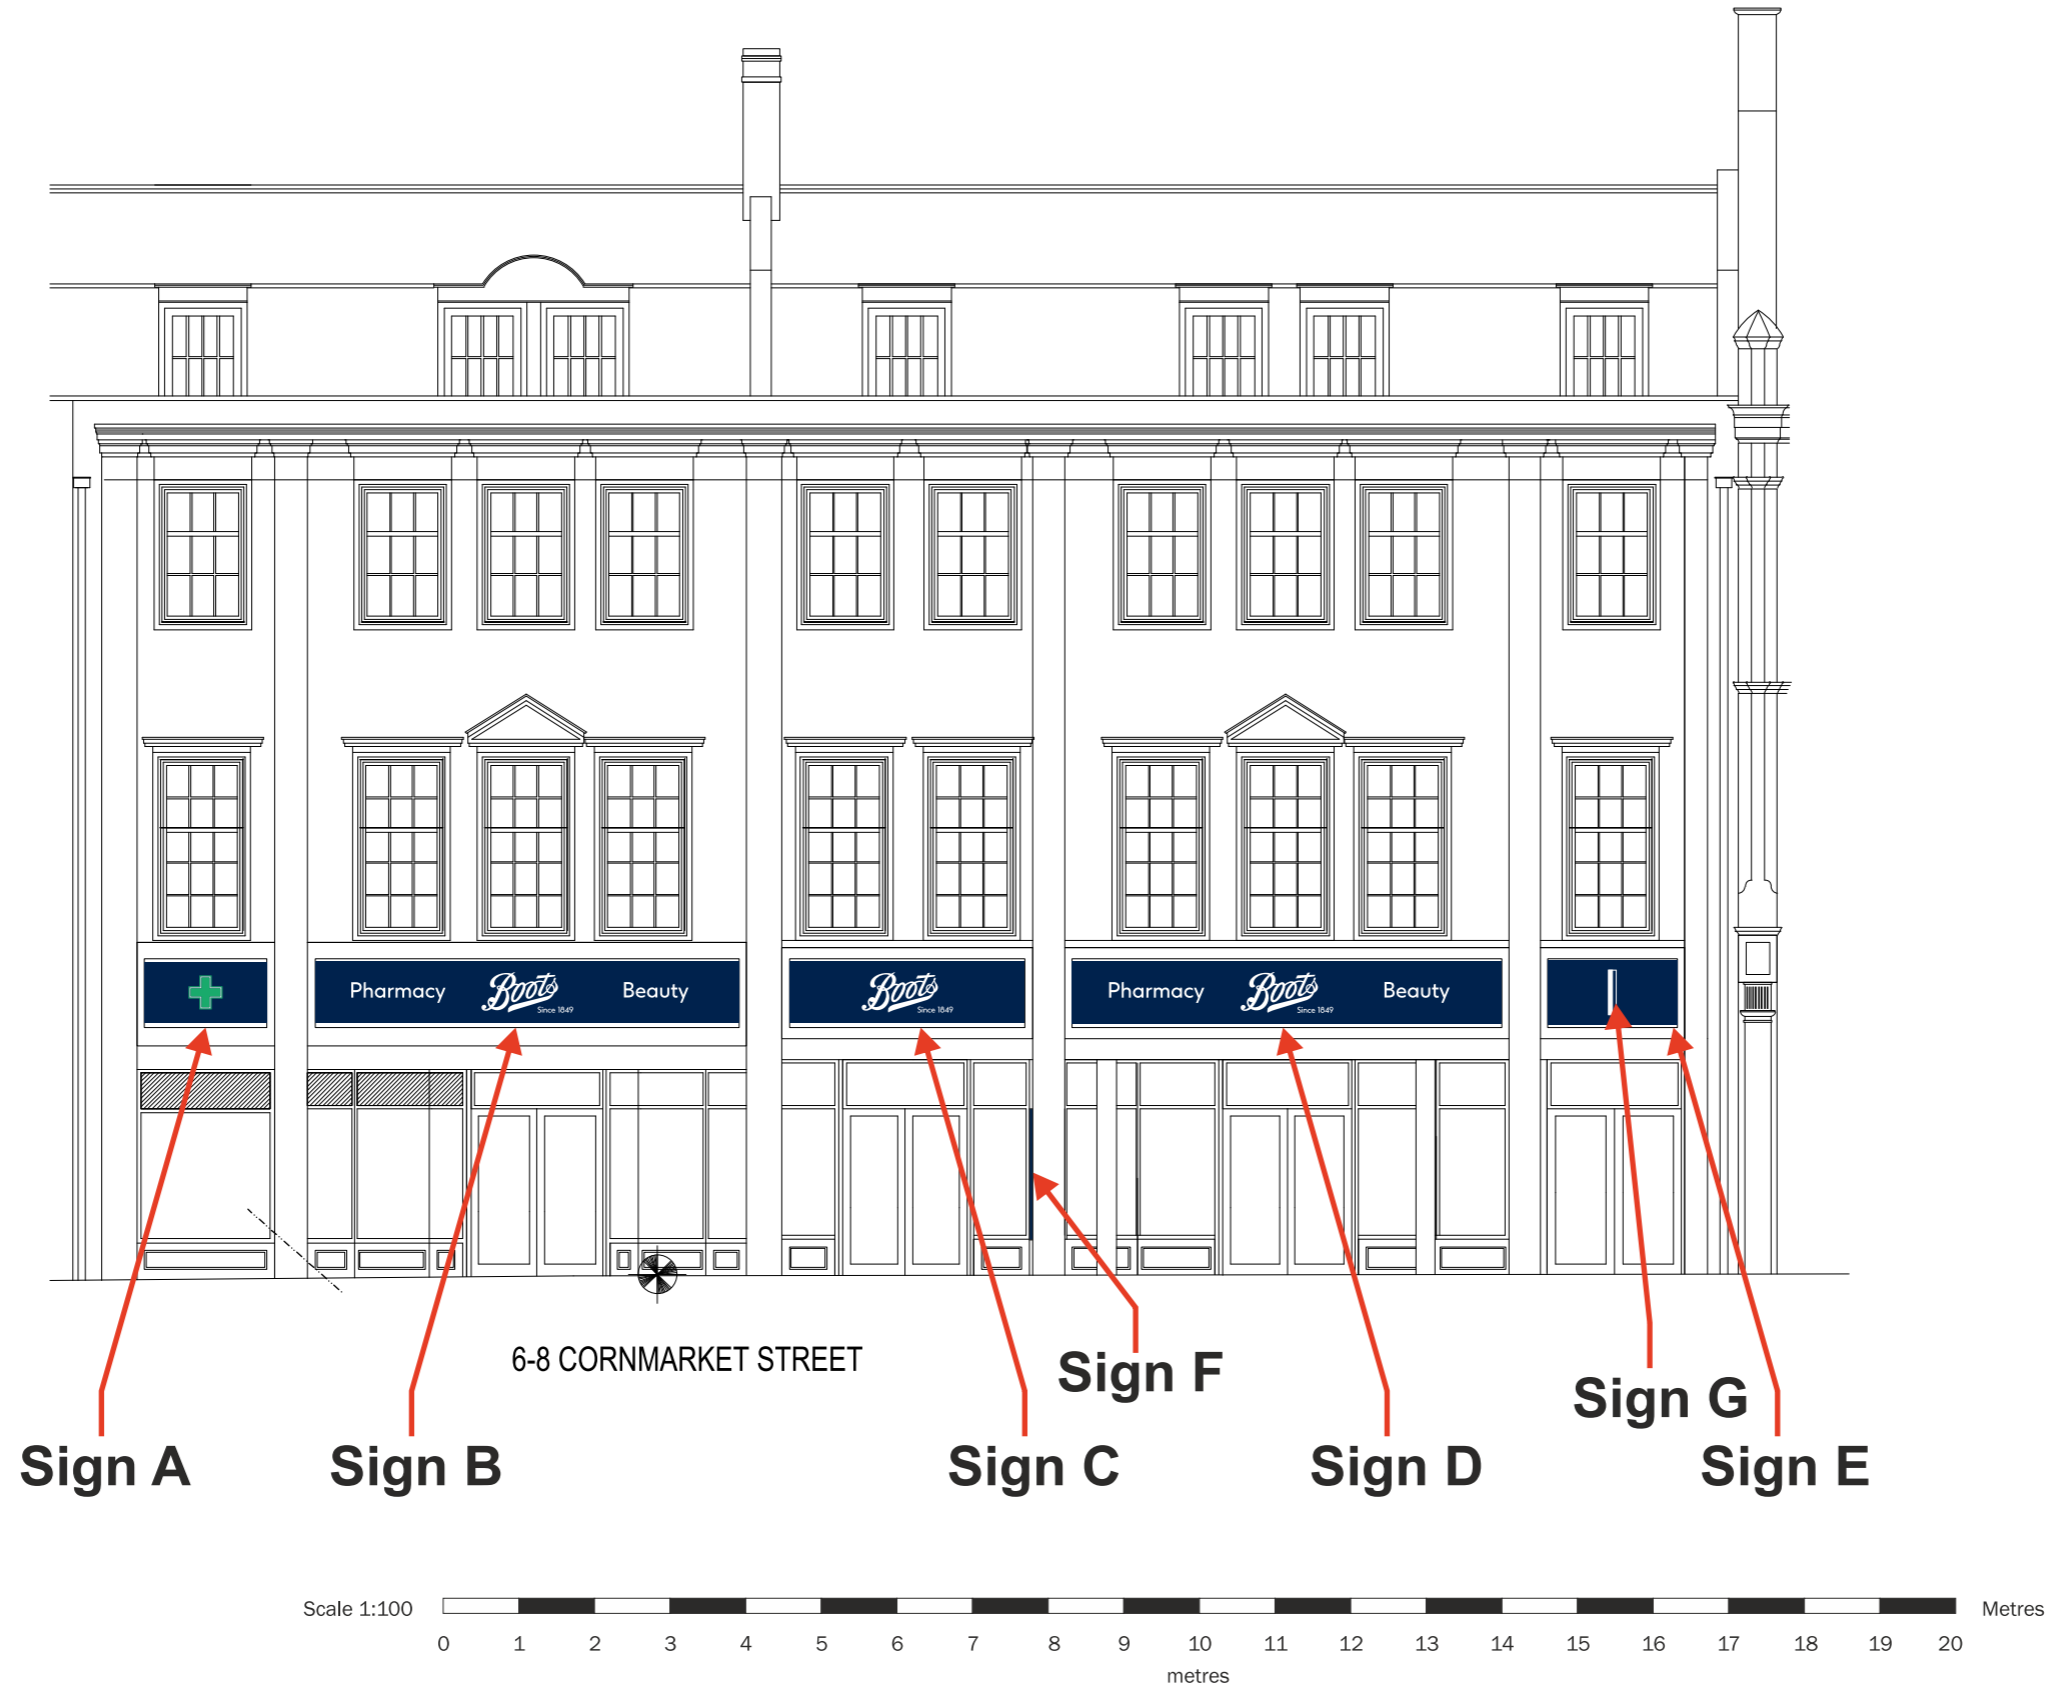 Pharmacy Boots Since 1849 Beauty
Boots Since 1849
Pharmacy Boots Since 1849 Beauty
6-8 CORNMARKET STREET
Sign F
Sign G
Sign A
Sign B
Sign C
Sign D
Sign E
Scale 1:100
Metres
0 1 2 3 4 5 6 7 8 9 10 11 12 13 14 15 16 17 18 19 20
metres